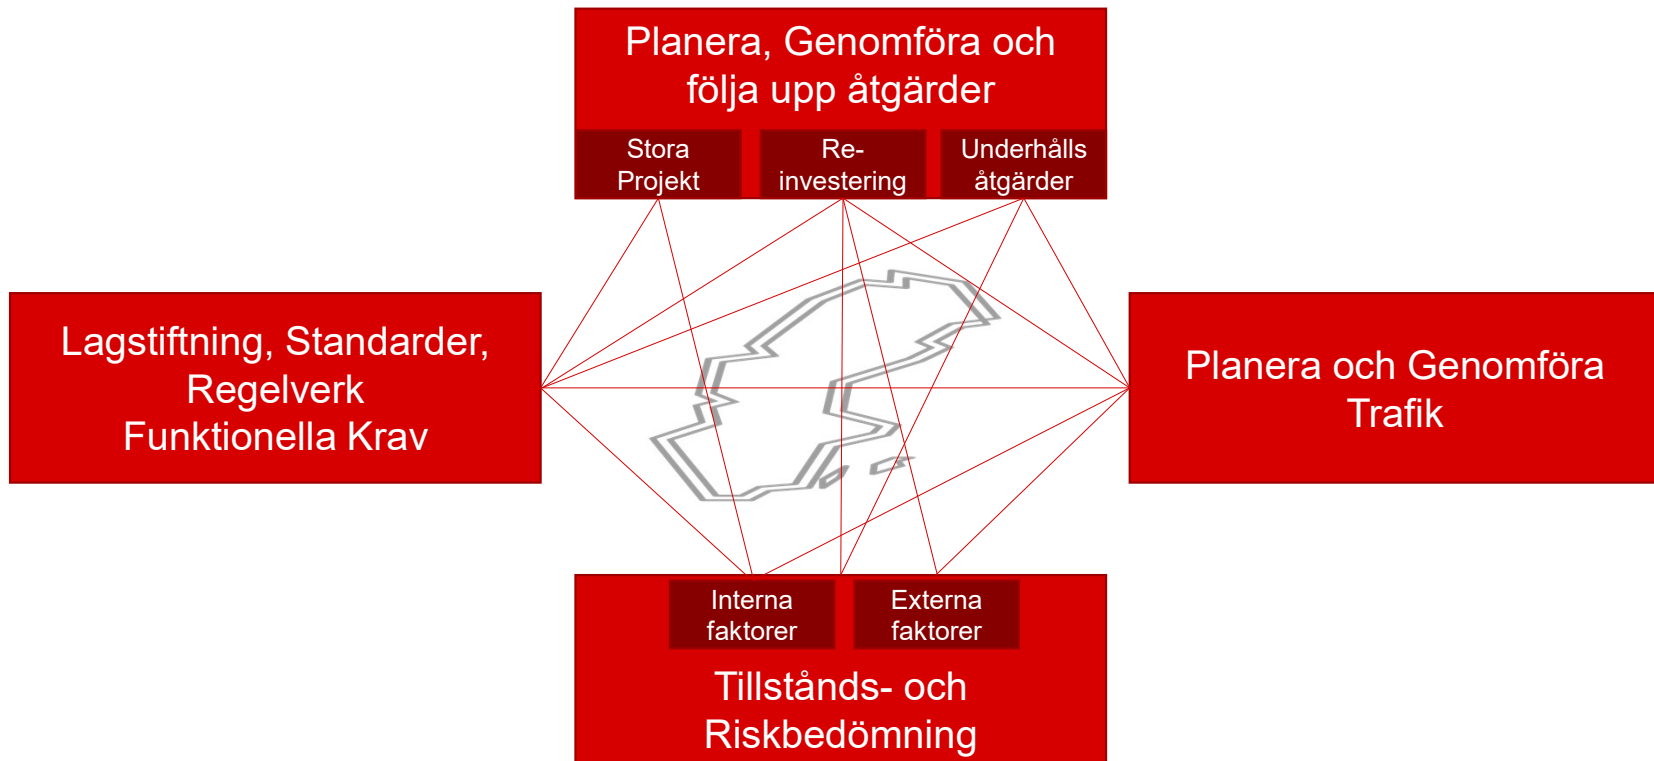 Planera, Genomföra och
följa upp åtgärder
Stora
Projekt
Re-
investering
Underhålls
åtgärder
Lagstiftning, Standarder,
Regelverk
Funktionella Krav
Planera och Genomföra
Trafik
Interna
faktorer
Externa
faktorer
Tillstånds- och
Riskbedömning